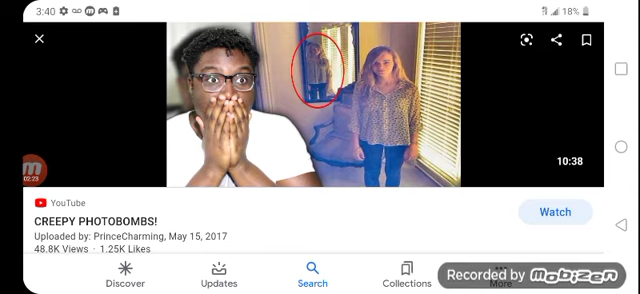 3:40
18%
10:38
02:23
YouTube
CREEPY PHOTOBOMBS!
Watch
Uploaded by: PrinceCharming, May 15, 2017
48.8K Views · 1.25K Likes
Discover
Updates
Search
Collections
More
Recorded by Mobizen